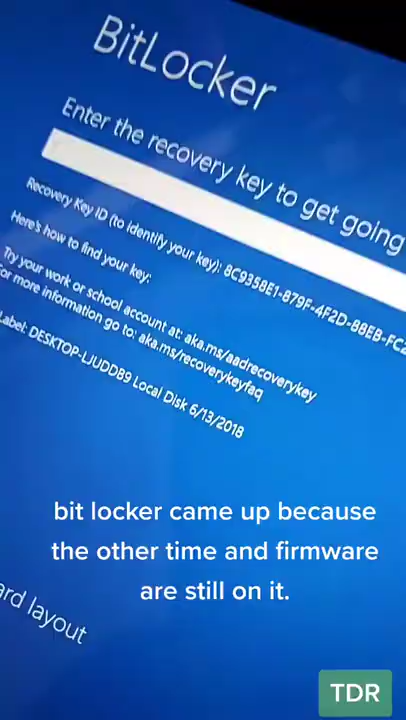 BitLocker
Enter the recovery key to get going
Recovery Key ID (to identify your key): 8C9358E1-879F-4F2D-88EB-FC2
Here's how to find your key:
Try your work or school account at: aka.ms/aadrecoverykey
For more information go to: aka.ms/recoverykeyfaq
Label: DESKTOP-LJUDDB9 Local Disk 6/13/2018
bit locker came up because
the other time and firmware
are still on it.
ard layout
TDR